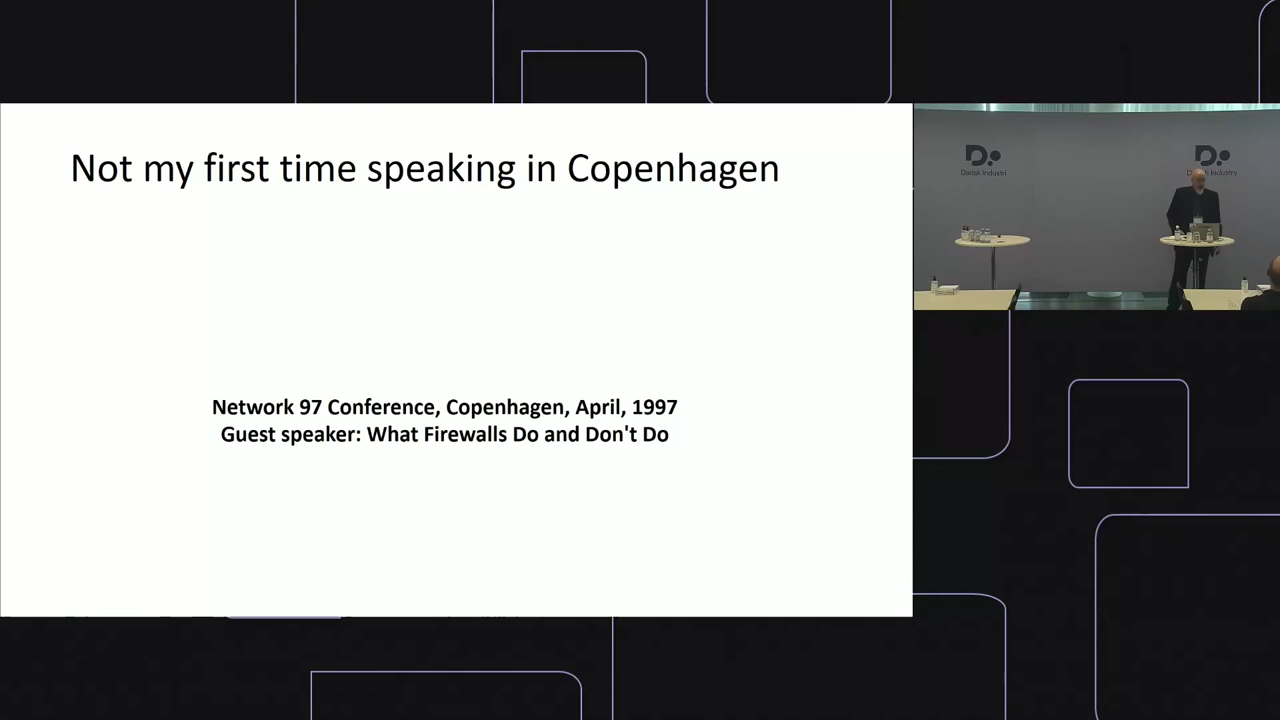 Not my first time speaking in Copenhagen
Network 97 Conference, Copenhagen, April, 1997
Guest speaker: What Firewalls Do and Don't Do
Dansk Industri
Industry